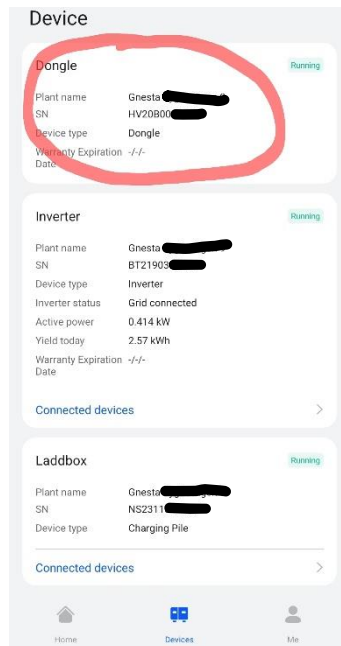 Device
Dongle Running
Plant name Gnesta
SN HV20B00
Device type Dongle
Warranty Expiration -/-/-
Date
Inverter Running
Plant name Gnesta
SN BT21903
Device type Inverter
Inverter status Grid connected
Active power 0.414 kW
Yield today 2.57 kWh
Warranty Expiration -/-/-
Date
Connected devices
Laddbox Running
Plant name Gnesta
SN NS2311
Device type Charging Pile
Connected devices
Home Devices Me